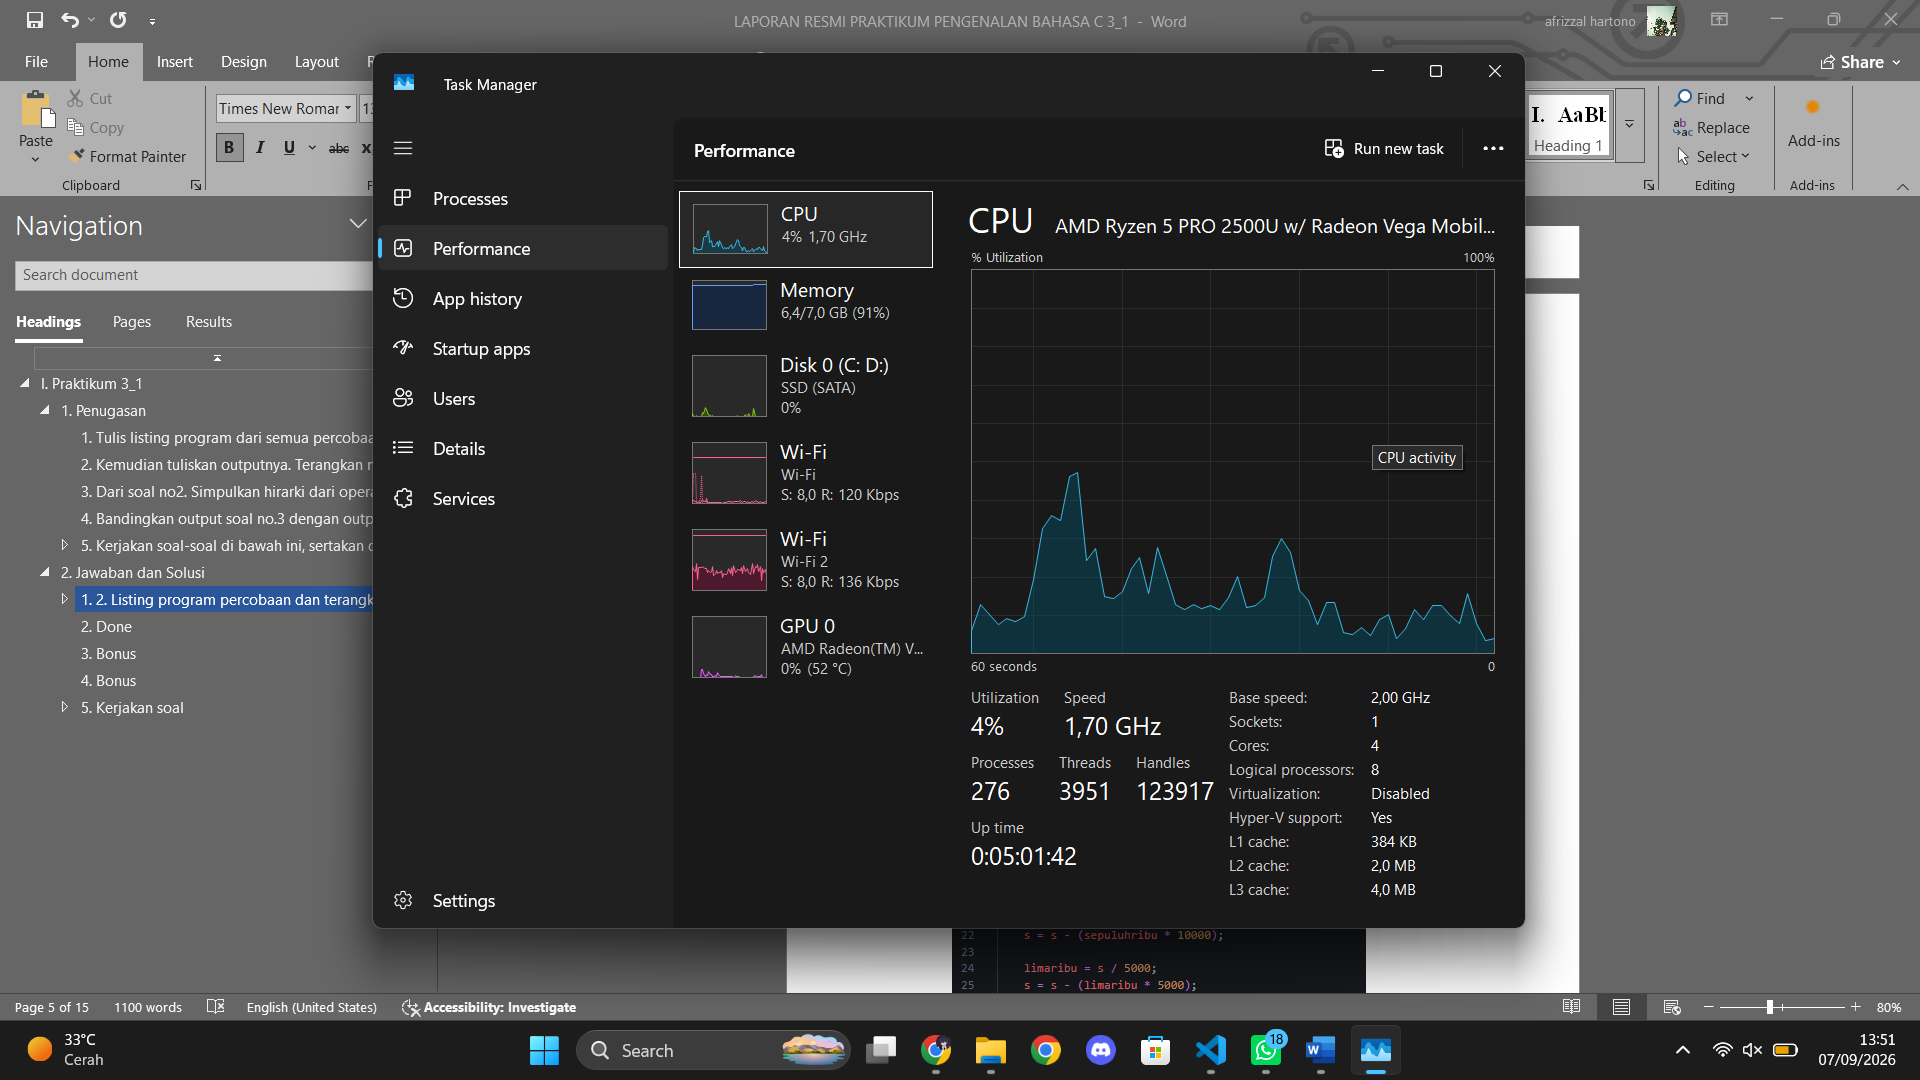 LAPORAN RESMI PRAKTIKUM PENGENALAN BAHASA C 3_1 - Word
afrizzal hartono
File
Home
Insert
Design
Layout
Share
Paste
Cut
Copy
Format Painter
Clipboard
Times New Romar
B I U abc x
I. AaBb
Heading 1
Find
Replace
Select
Editing
Add-ins
Add-ins
Navigation
Search document
Headings
Pages
Results
I. Praktikum 3_1
1. Penugasan
1. Tulis listing program dari semua percobaa
2. Kemudian tuliskan outputnya. Terangkan
3. Dari soal no2. Simpulkan hirarki dari opera
4. Bandingkan output soal no.3 dengan outp
5. Kerjakan soal-soal di bawah ini, sertakan
2. Jawaban dan Solusi
1. 2. Listing program percobaan dan terangk
2. Done
3. Bonus
4. Bonus
5. Kerjakan soal
Task Manager
Processes
Performance
App history
Startup apps
Users
Details
Services
Settings
Performance
Run new task
CPU
4% 1,70 GHz
Memory
6,4/7,0 GB (91%)
Disk 0 (C: D:)
SSD (SATA)
0%
Wi-Fi
Wi-Fi
S: 8,0 R: 120 Kbps
Wi-Fi
Wi-Fi 2
S: 8,0 R: 136 Kbps
GPU 0
AMD Radeon(TM) V...
0% (52 °C)
CPU
AMD Ryzen 5 PRO 2500U w/ Radeon Vega Mobil...
% Utilization
100%
CPU activity
60 seconds
0
Utilization
4%
Speed
1,70 GHz
Processes
276
Threads
3951
Handles
123917
Up time
0:05:01:42
Base speed: 2,00 GHz
Sockets: 1
Cores: 4
Logical processors: 8
Virtualization: Disabled
Hyper-V support: Yes
L1 cache: 384 KB
L2 cache: 2,0 MB
L3 cache: 4,0 MB
22 s = s - (sepuluhribu * 10000);
23
24 limaribu = s / 5000;
25 s = s - (limaribu * 5000);
Page 5 of 15
1100 words
English (United States)
Accessibility: Investigate
80%
33°C
Cerah
Search
18
13:51
07/09/2026